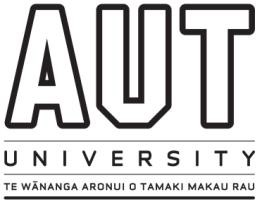 AUT
UNIVERSITY
TE WĀNANGA ARONUI O TAMAKI MAKAU RAU